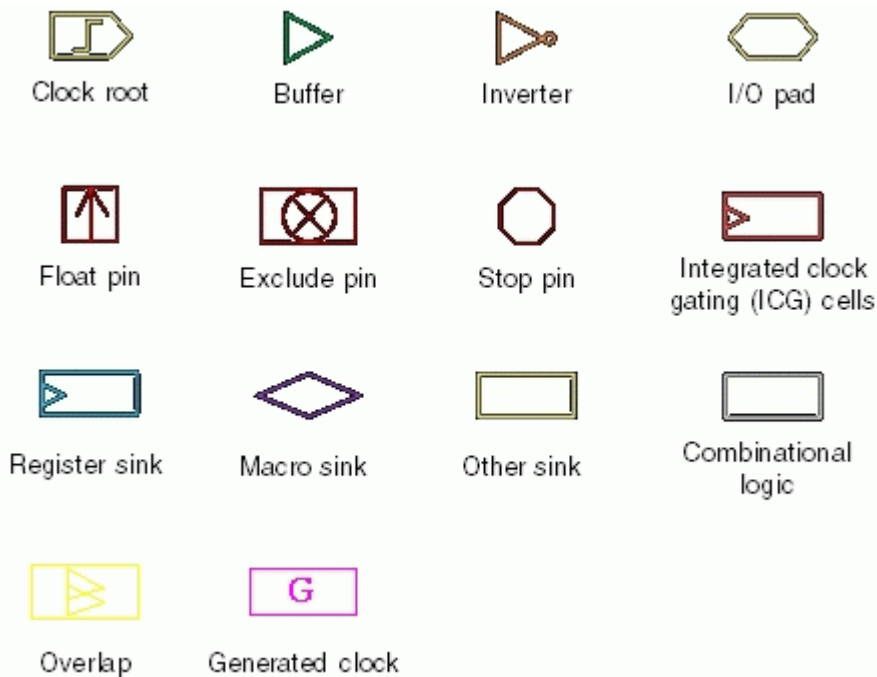 Clock root
Buffer
Inverter
I/O pad
Float pin
Exclude pin
Stop pin
Integrated clock
gating (ICG) cells
Register sink
Macro sink
Other sink
Combinational
logic
G
Overlap
Generated clock